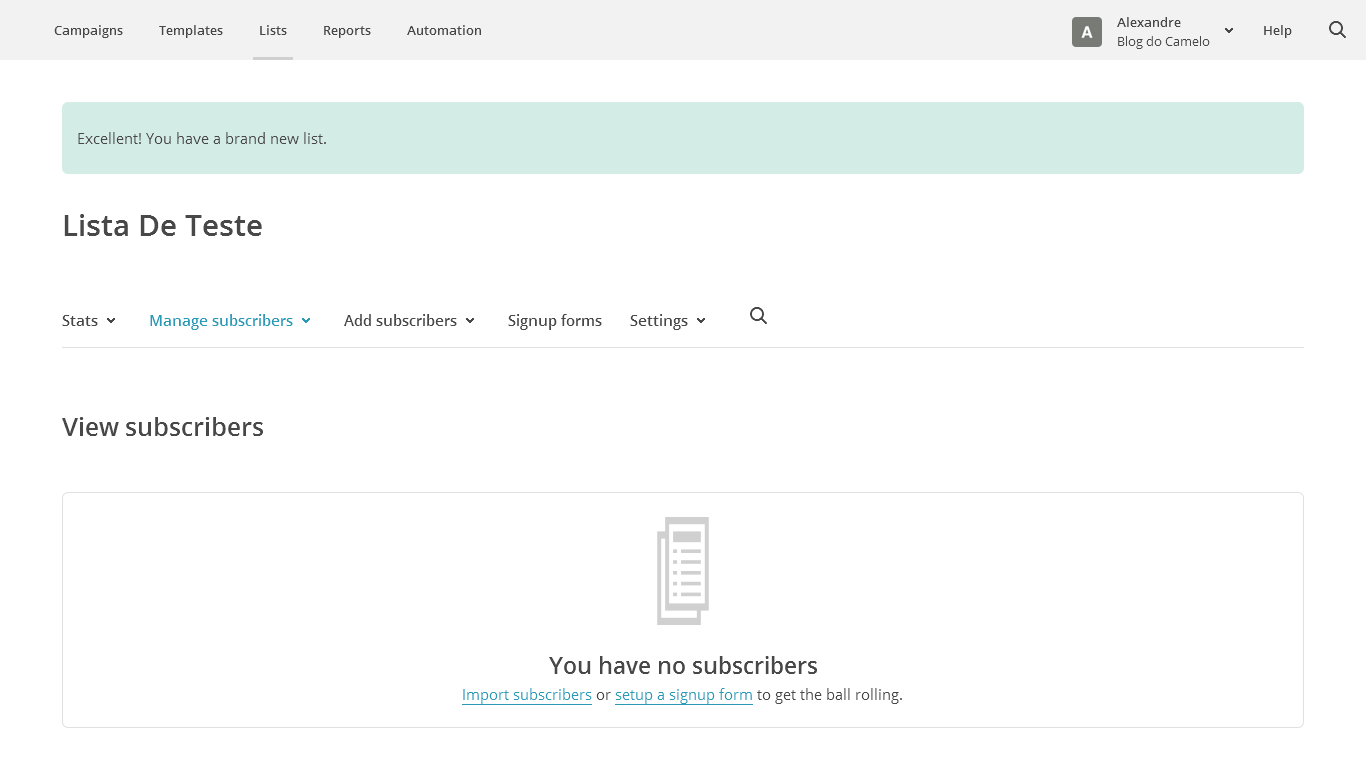 Campaigns Templates Lists Reports Automation
A Alexandre
Blog do Camelo
Help
Excellent! You have a brand new list.
Lista De Teste
Stats Manage subscribers Add subscribers Signup forms Settings
View subscribers
You have no subscribers
Import subscribers or setup a signup form to get the ball rolling.